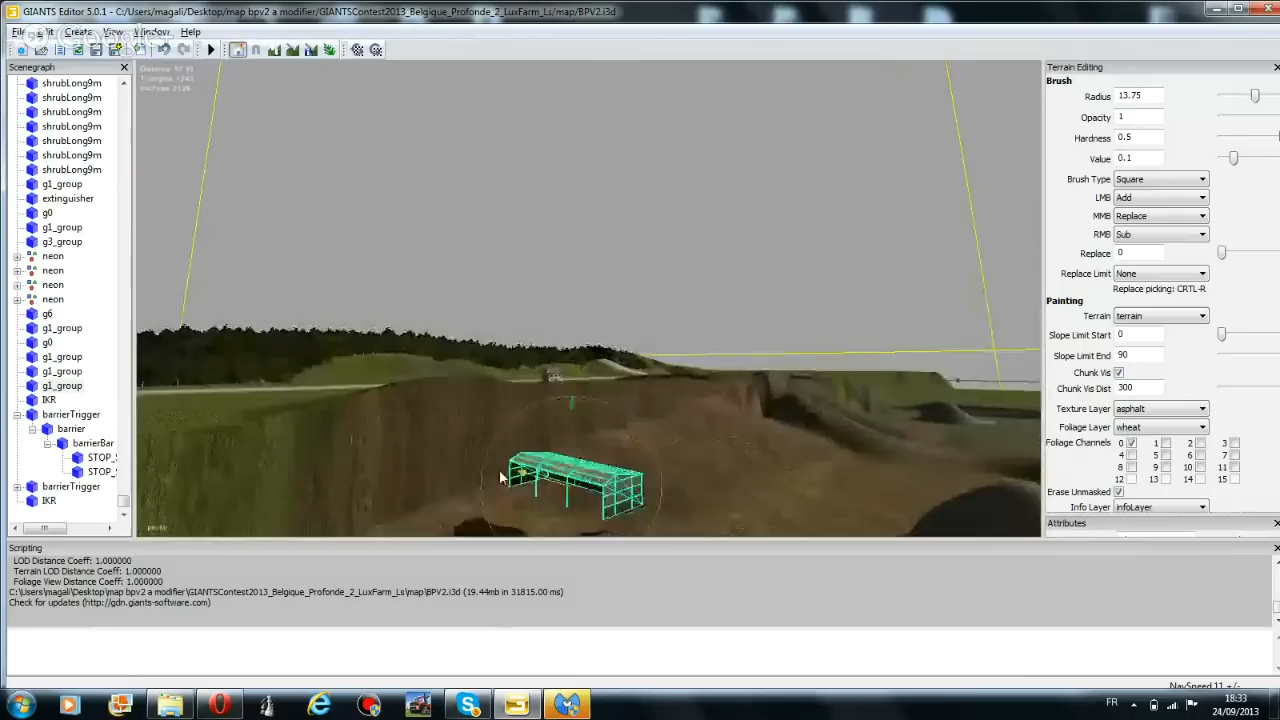 GIANTS Editor 5.0.1 - C:/Users/magali/Desktop/map bpv2 a modifier/GIANTSContest2013_Belgique_Profonde_2_LuxFarm_Ls/map/BPV2.i3d
Create View Window Help
Scenegraph
shrubLong9m
shrubLong9m
shrubLong9m
shrubLong9m
shrubLong9m
shrubLong9m
shrubLong9m
g1_group
extinguisher
g0
g1_group
g3_group
neon
neon
neon
neon
g6
g1_group
g0
g1_group
g1_group
g1_group
IKR
barrierTrigger
barrier
barrierBar
STOP_
STOP_
barrierTrigger
IKR
persp
Terrain Editing
Brush
Radius 13.75
Opacity 1
Hardness 0.5
Value 0.1
Brush Type Square
LMB Add
MMB Replace
RMB Sub
Replace 0
Replace Limit None
Replace picking: CRTL-R
Painting
Terrain terrain
Slope Limit Start 0
Slope Limit End 90
Chunk Vis
Chunk Vis Dist 300
Texture Layer asphalt
Foliage Layer wheat
Foliage Channels 0 1 2 3
4 5 6 7
8 9 10 11
12 13 14 15
Erase Unmasked
Info Layer infoLayer
Attributes
Scripting
LOD Distance Coeff: 1.000000
Terrain LOD Distance Coeff: 1.000000
Foliage View Distance Coeff: 1.000000
C:\Users\magali\Desktop\map bpv2 a modifier\GIANTSContest2013_Belgique_Profonde_2_LuxFarm_Ls\map\BPV2.i3d (19.44mb in 31815.00 ms)
Check for updates (http://gdn.giants-software.com)
NavSpeed 11 +/-
FR
18:33
24/09/2013